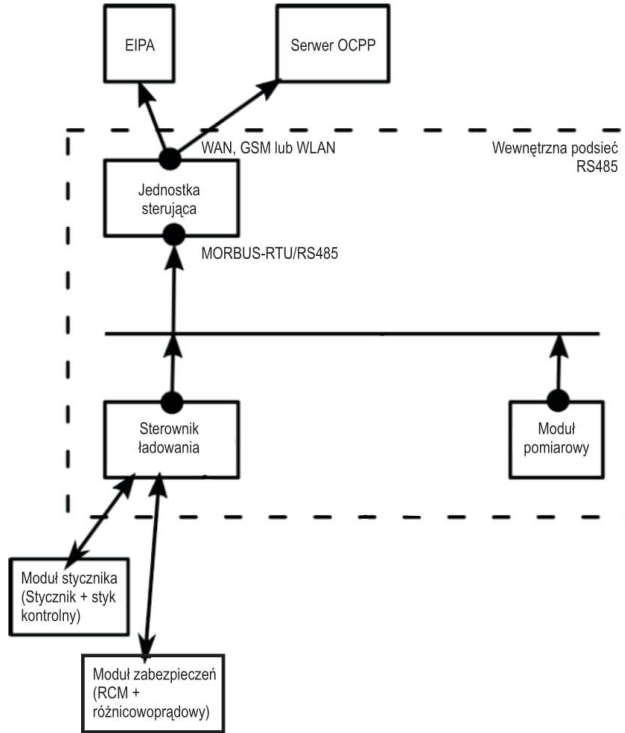 EIPA
Serwer OCPP
WAN, GSM lub WLAN
Wewnętrzna podsieć
RS485
Jednostka
sterująca
MORBUS-RTU/RS485
Sterownik
ładowania
Moduł
pomiarowy
Moduł stycznika
(Stycznik + styk
kontrolny)
Moduł zabezpieczeń
(RCM +
różnicowoprądowy)